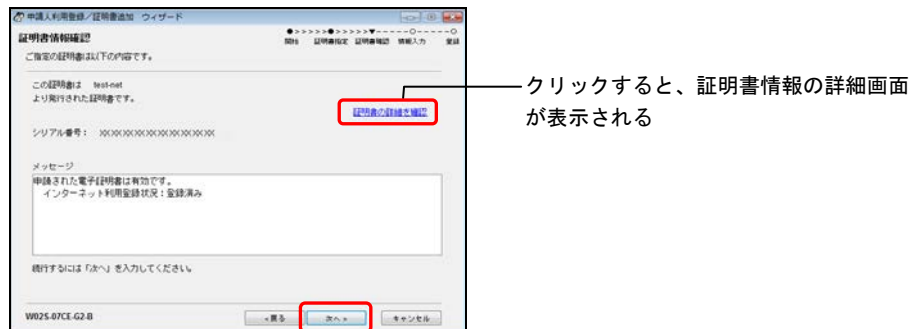 申請人利用登録／証明書追加 ウィザード
証明書情報確認
●>>>>>●>>>>>▼-----○-----○
開始 証明書指定 証明書確認 情報入力 登録
ご指定の証明書は以下の内容です。
この証明書は test-net
より発行された証明書です。
証明書の詳細を確認
シリアル番号： XXXXXXXXXXXXXXXXXXXX
メッセージ
申請された電子証明書は有効です。
インターネット利用登録状況：登録済み
続行するには「次へ」を入力してください。
W025-07CE-G2-B
<戻る
次へ>
キャンセル
クリックすると、証明書情報の詳細画面
が表示される